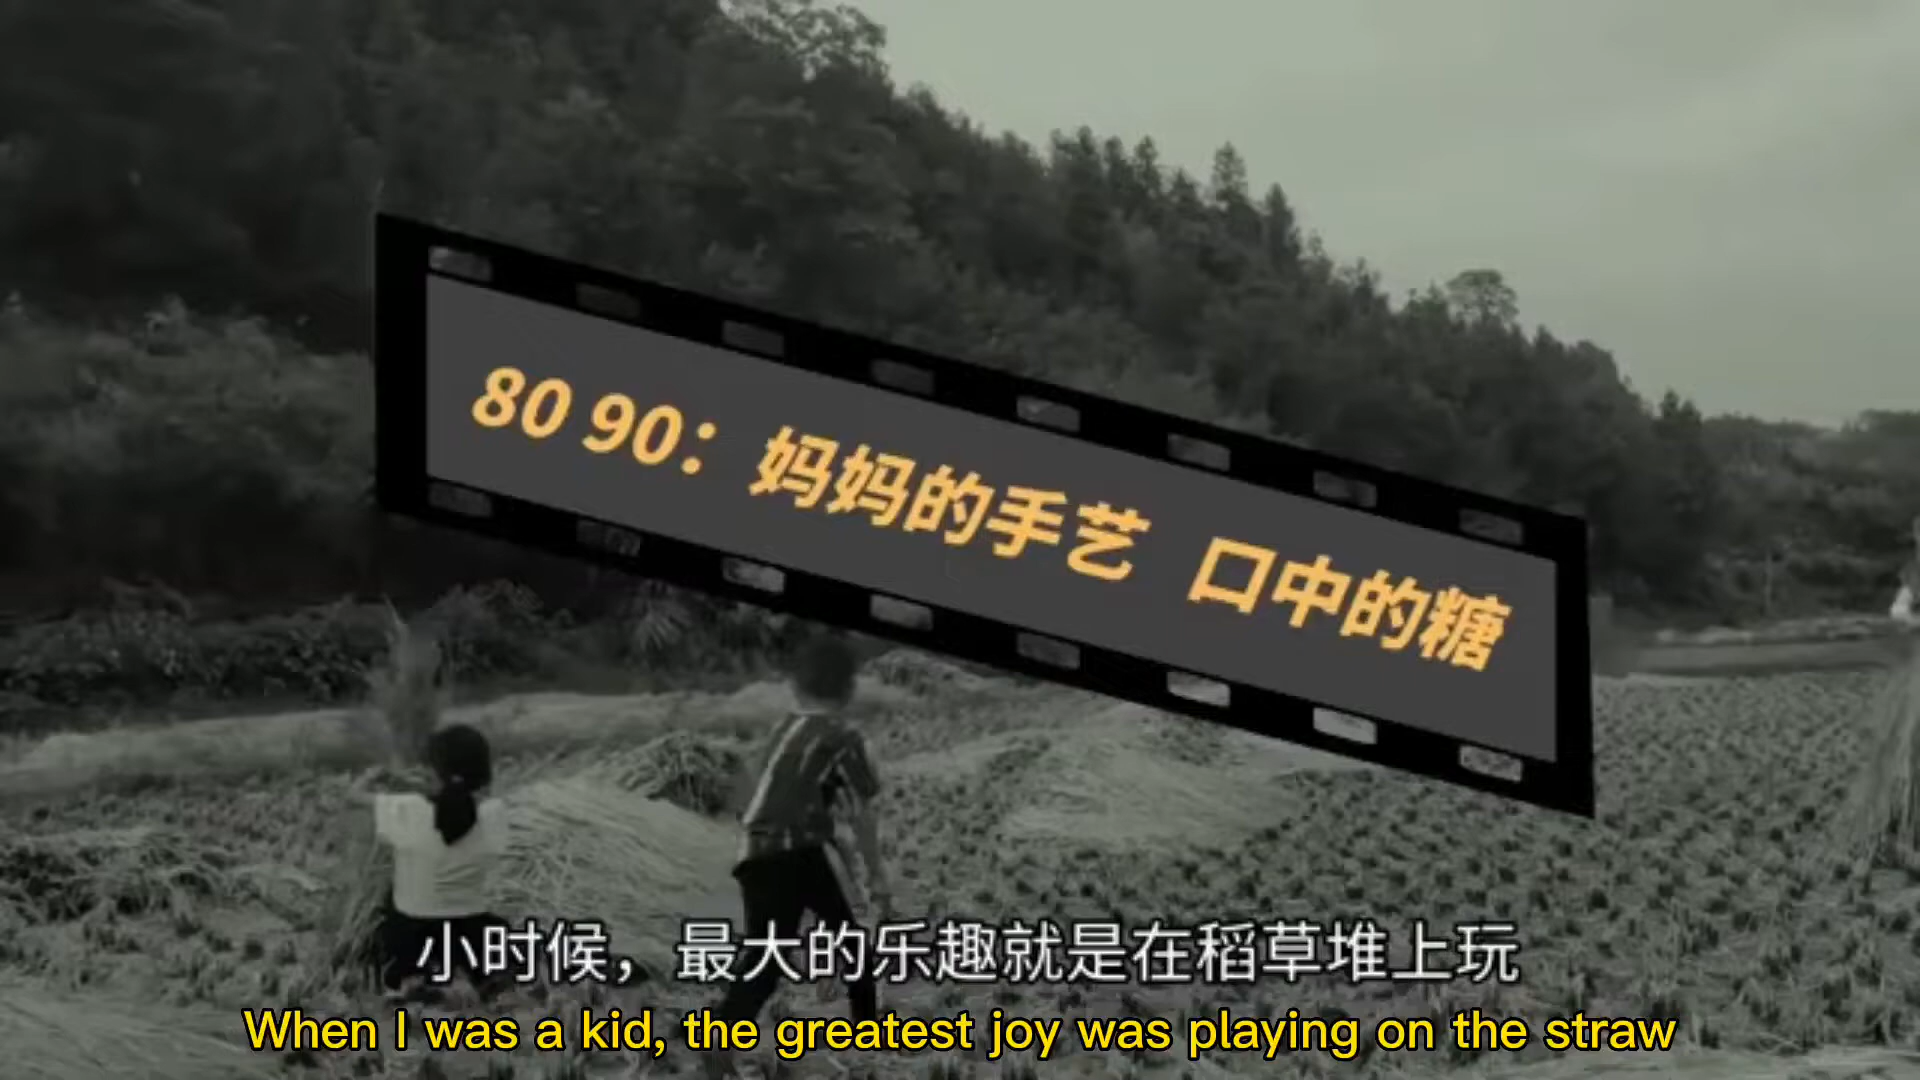 80 90：妈妈的手艺 口中的糖
小时候，最大的乐趣就是在稻草堆上玩
When I was a kid, the greatest joy was playing on the straw